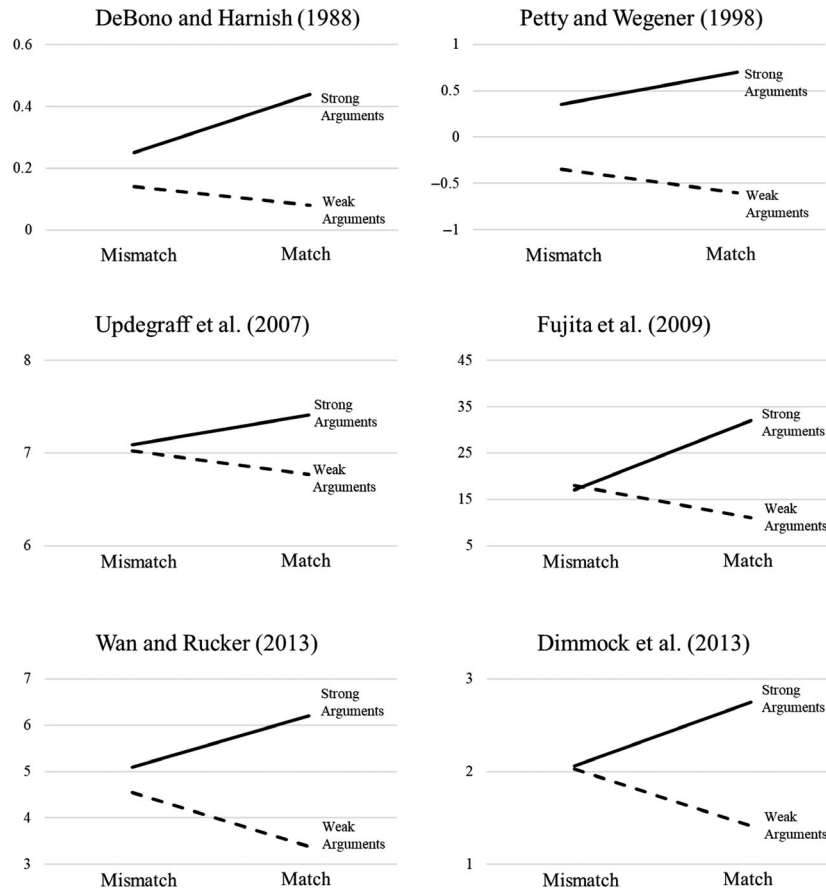 DeBono and Harnish (1988)
0.6
0.4
0.2
0
Strong
Arguments
Weak
Arguments
Mismatch
Match
Petty and Wegener (1998)
1
0.5
0
−0.5
−1
Strong
Arguments
Weak
Arguments
Mismatch
Match
Updegraff et al. (2007)
8
7
6
Strong
Arguments
Weak
Arguments
Mismatch
Match
Fujita et al. (2009)
45
35
25
15
5
Strong
Arguments
Weak
Arguments
Mismatch
Match
Wan and Rucker (2013)
7
6
5
4
3
Strong
Arguments
Weak
Arguments
Mismatch
Match
Dimmock et al. (2013)
3
2
1
Strong
Arguments
Weak
Arguments
Mismatch
Match